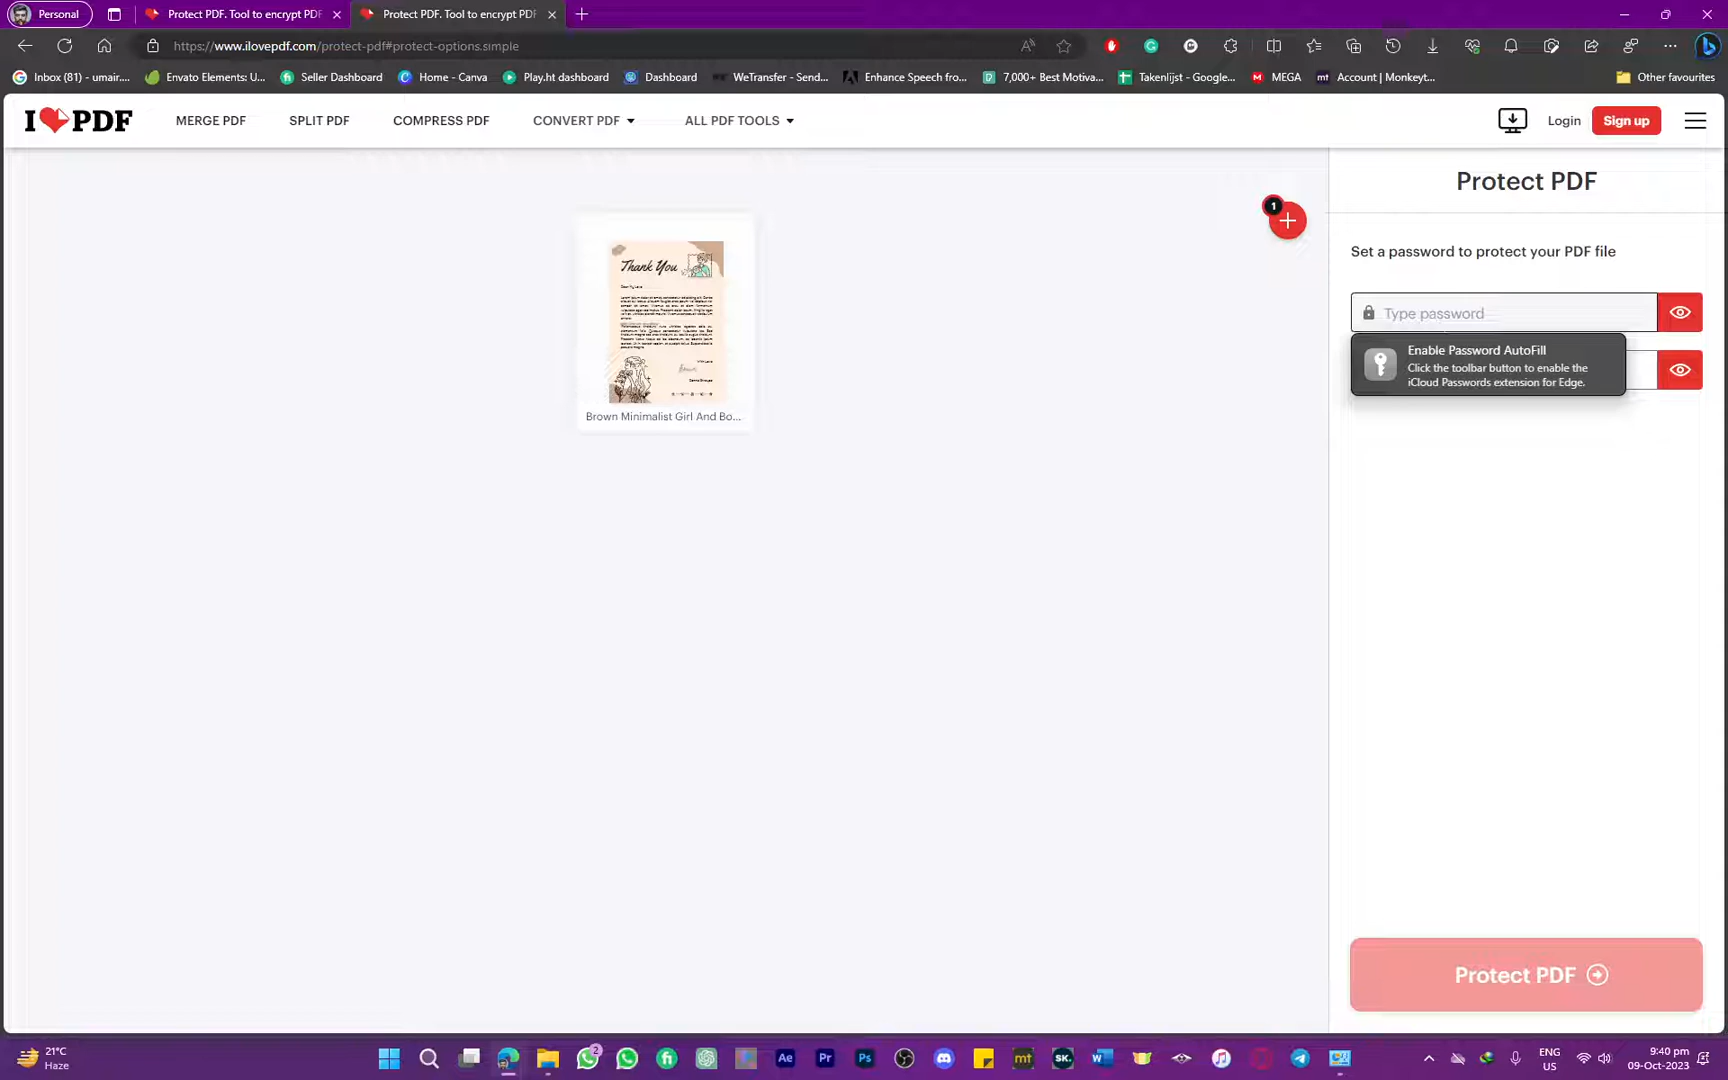 Personal
Protect PDF. Tool to encrypt PDF
Protect PDF. Tool to encrypt PDF
https://www.ilovepdf.com/protect-pdf#protect-options.simple
Inbox (81) - umair....
Envato Elements: U...
Seller Dashboard
Home - Canva
Play.ht dashboard
Dashboard
WeTransfer - Send...
Enhance Speech fro...
7,000+ Best Motiva...
Takenlijst - Google...
MEGA
Account | Monkeyt...
Other favourites
I PDF
MERGE PDF
SPLIT PDF
COMPRESS PDF
CONVERT PDF
ALL PDF TOOLS
Login
Sign up
Protect PDF
1
Set a password to protect your PDF file
Type password
Enable Password AutoFill
Click the toolbar button to enable the
iCloud Passwords extension for Edge.
Thank You
Brown Minimalist Girl And Bo...
Protect PDF
21°C
Haze
2
fi
Ae
Pr
Ps
mt
SK.
ENG
US
9:40 pm
09-Oct-2023